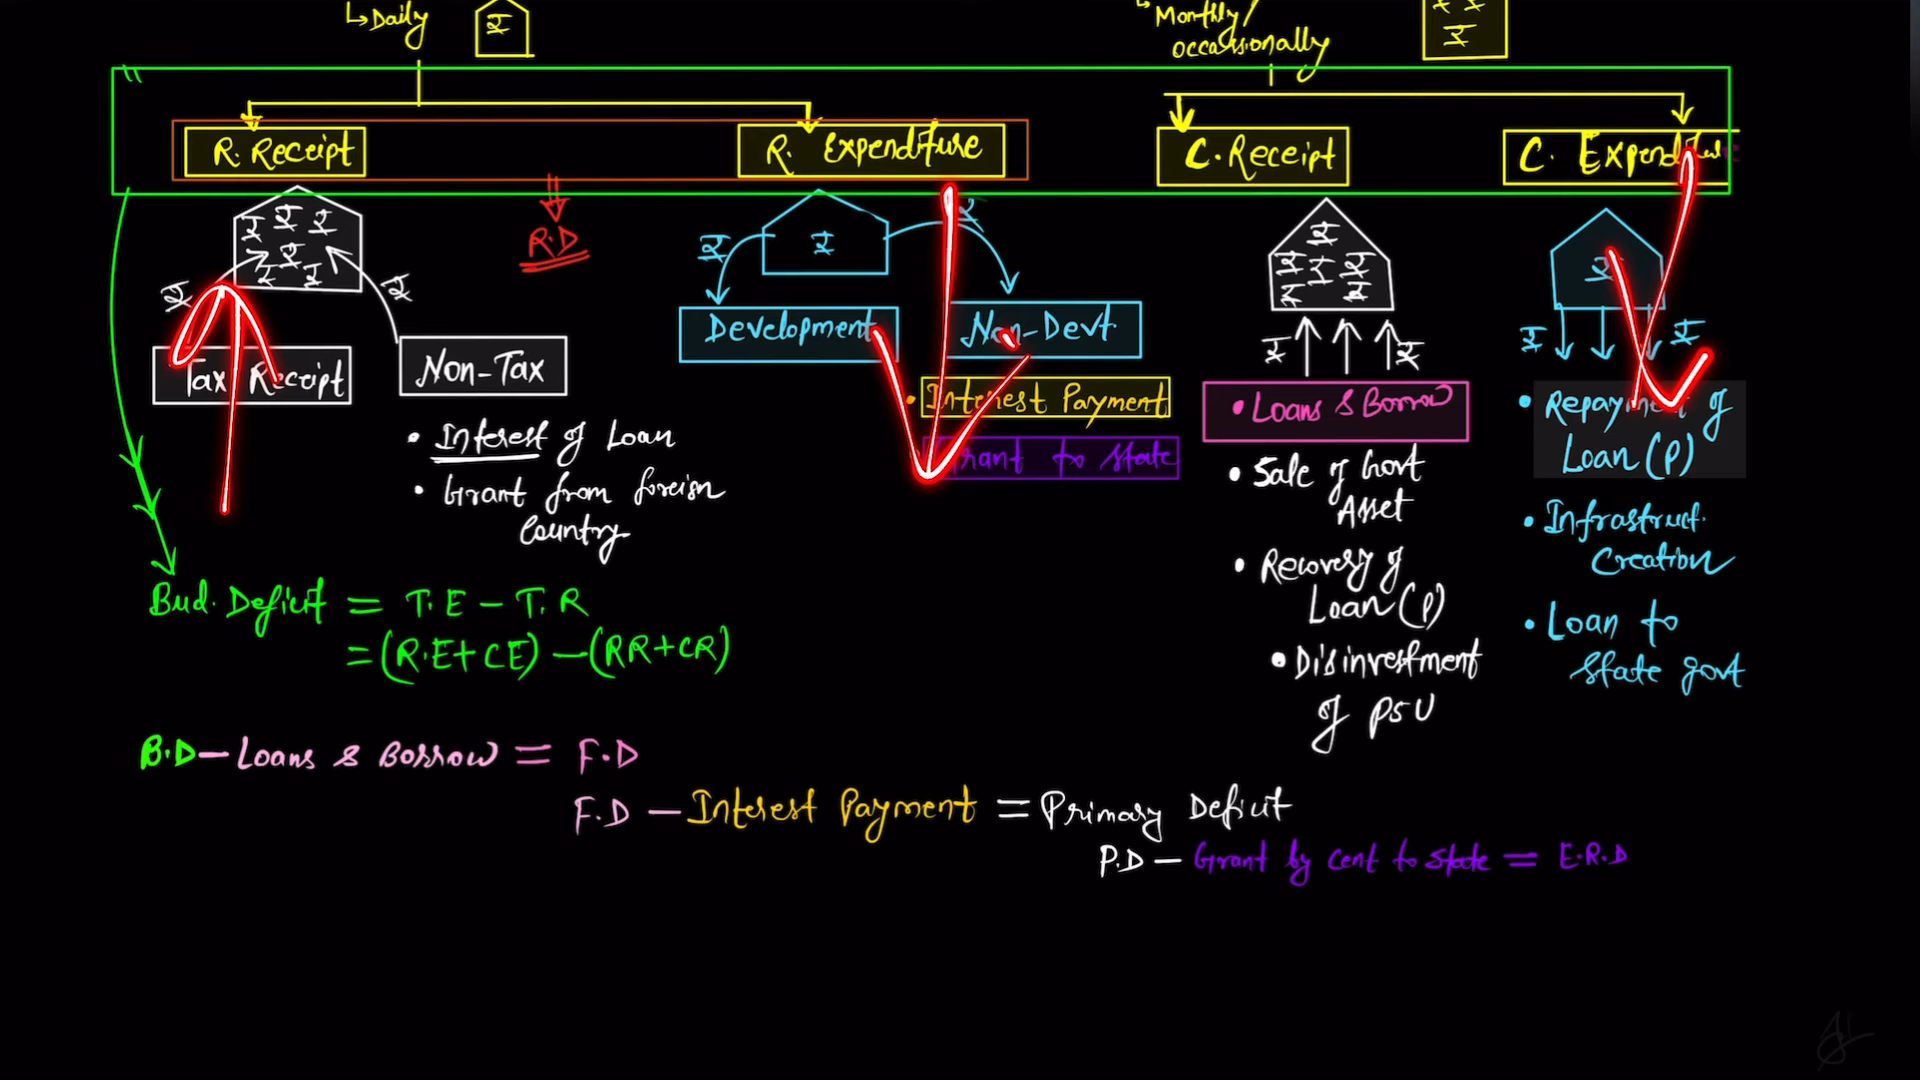 ↳Daily
₹
Monthly/
occassionally
₹ ₹
₹
R. Receipt
R. Expenditure
C. Receipt
C. Expenditure
₹ ₹ ₹
₹
₹ ₹
₹
₹
R.D
₹
₹
₹
₹
₹ ₹ ₹
₹ ₹
₹
₹
₹
₹
₹
Tax Receipt
Non-Tax
Development
Non-Devt.
• Interest Payment
Grant to State
• Loans & Borrow
• Repayment of
Loan (P)
• Interest of Loan
• Grant from foreign
Country
• Sale of Govt
Asset
• Recovery of
Loan (P)
• Disinvestment
of PSU
• Infrastruct.
Creation
• Loan to
State govt
Bud. Deficit = T.E – T.R
= (R.E + CE) – (RR + CR)
B.D – Loans & Borrow = F.D
F.D – Interest Payment = Primary Deficit
P.D – Grant by Cent to State = E.R.D